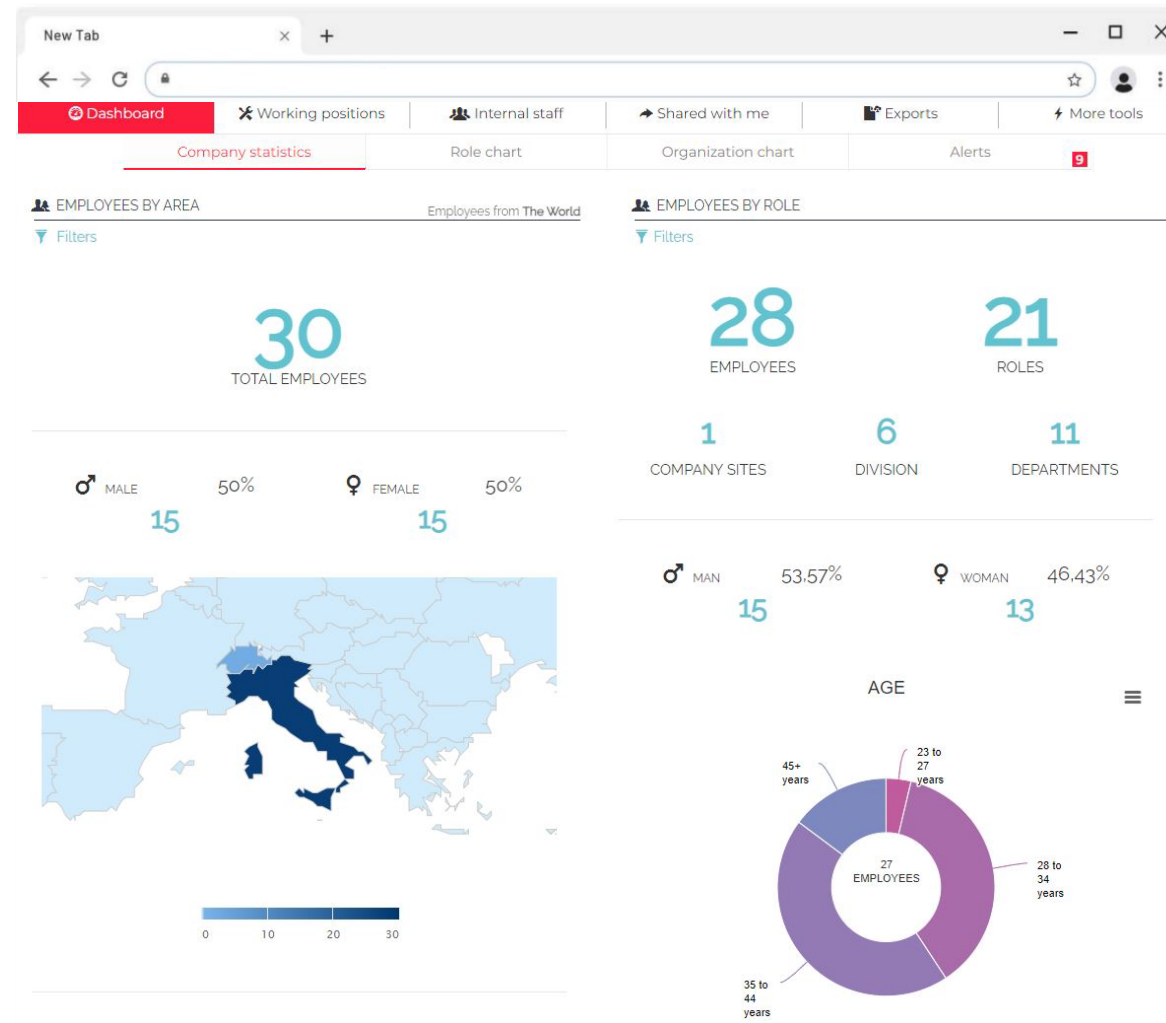 New Tab
Dashboard Working positions Internal staff Shared with me Exports More tools
Company statistics Role chart Organization chart Alerts 9
EMPLOYEES BY AREA Employees from The World
Filters
30
TOTAL EMPLOYEES
MALE 50% FEMALE 50%
15 15
0 10 20 30
EMPLOYEES BY ROLE
Filters
28 21
EMPLOYEES ROLES
1 6 11
COMPANY SITES DIVISION DEPARTMENTS
MAN 53.57% WOMAN 46.43%
15 13
AGE
23 to
27
years
45+
years
27
EMPLOYEES
28 to
34
years
35 to
44
years